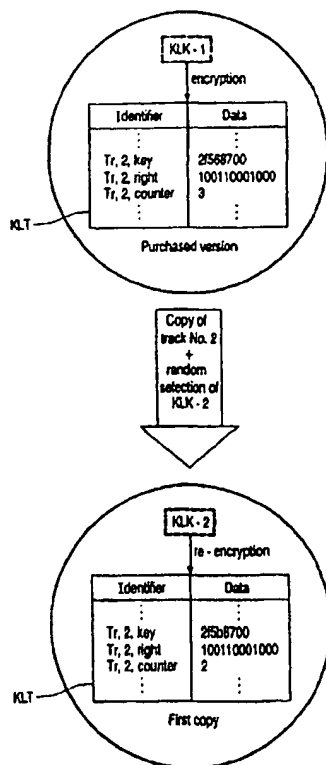 KLK - 1
encryption
Identifier Data
Tr, 2, key 2f568700
Tr, 2, right 100110001000
Tr, 2, counter 3
KLT
Purchased version
Copy of
track No. 2
+
random
selection of
KLK - 2
KLK - 2
re - encryption
Identifier Data
Tr, 2, key 2f5b8700
Tr, 2, right 100110001000
Tr, 2, counter 2
KLT
First copy